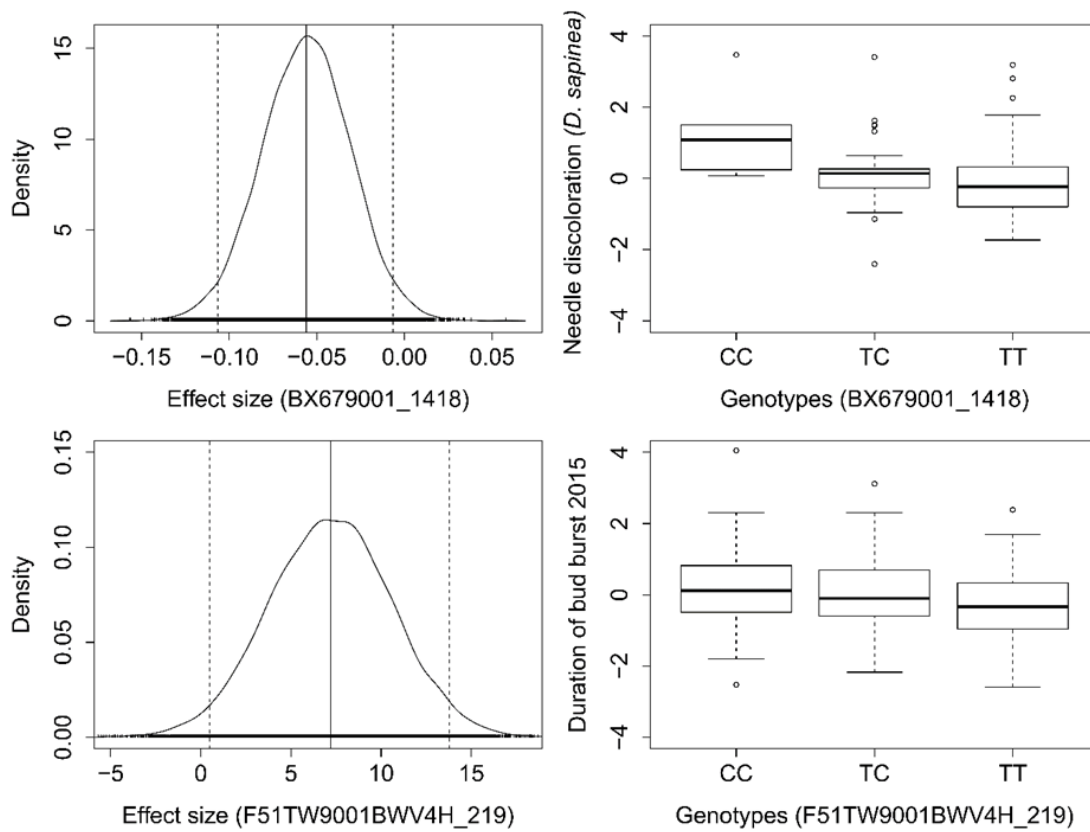 Density
15
10
5
0
−0.15 −0.10 −0.05 0.00 0.05
Effect size (BX679001_1418)
Needle discoloration (D. sapinea)
4
2
0
−2
−4
CC TC TT
Genotypes (BX679001_1418)
Density
0.15
0.10
0.05
0.00
−5 0 5 10 15
Effect size (F51TW9001BWV4H_219)
Duration of bud burst 2015
4
2
0
−2
−4
CC TC TT
Genotypes (F51TW9001BWV4H_219)